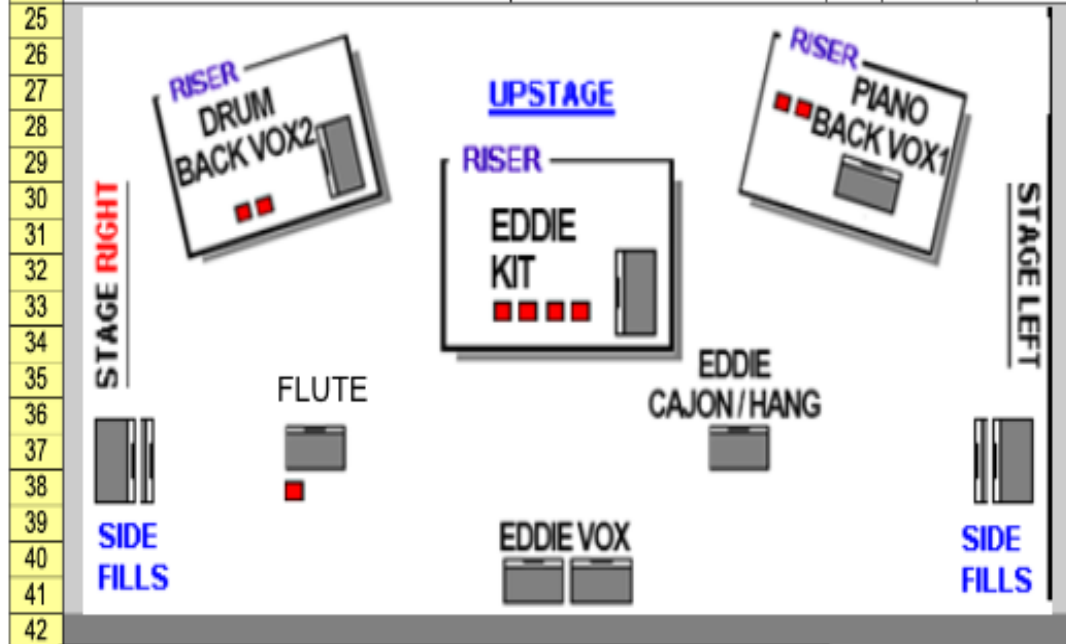 25
26
27
28
29
30
31
32
33
34
35
36
37
38
39
40
41
42
RISER
DRUM
BACK VOX2
UPSTAGE
RISER
PIANO
BACK VOX1
RISER
EDDIE
KIT
STAGE RIGHT
STAGE LEFT
FLUTE
EDDIE
CAJON / HANG
SIDE
FILLS
EDDIE VOX
SIDE
FILLS